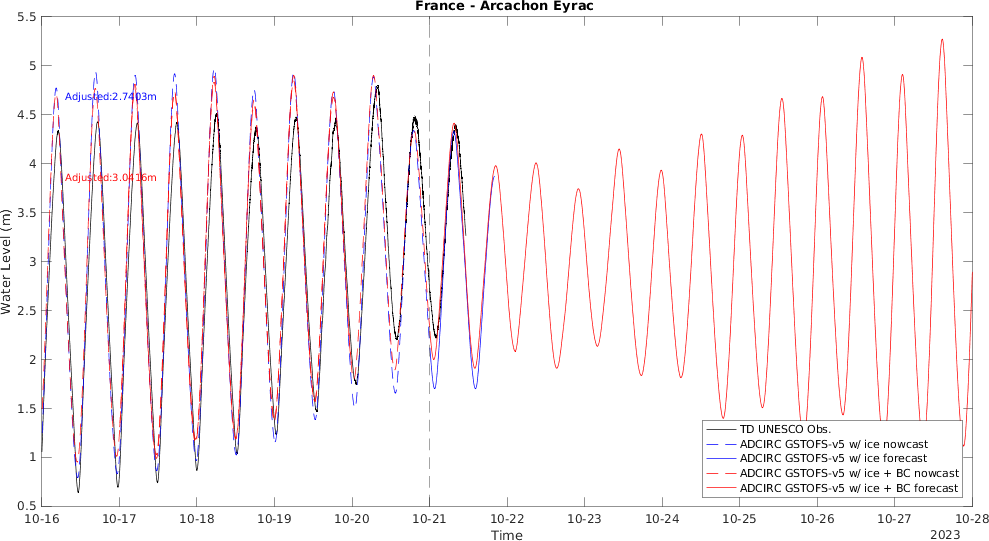 France - Arcachon Eyrac
5.5
5
4.5
4
3.5
3
2.5
2
1.5
1
0.5
Water Level (m)
Adjusted:2.7403m
Adjusted:3.0416m
TD UNESCO Obs.
ADCIRC GSTOFS-v5 w/ ice nowcast
ADCIRC GSTOFS-v5 w/ ice forecast
ADCIRC GSTOFS-v5 w/ ice + BC nowcast
ADCIRC GSTOFS-v5 w/ ice + BC forecast
10-16 10-17 10-18 10-19 10-20 10-21 10-22 10-23 10-24 10-25 10-26 10-27 10-28
Time
2023